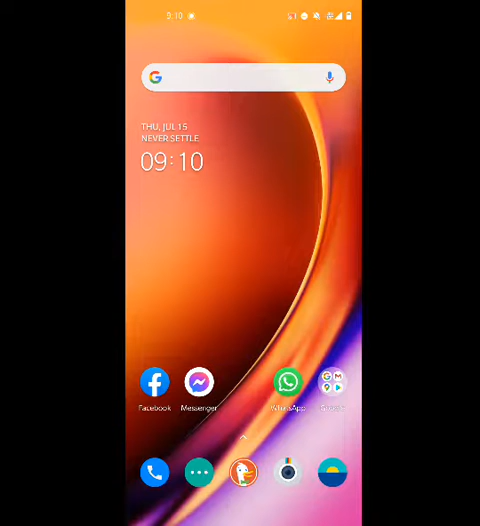 9:10
G
THU, JUL 15
NEVER SETTLE
09:10
Facebook
Messenger
WhatsApp